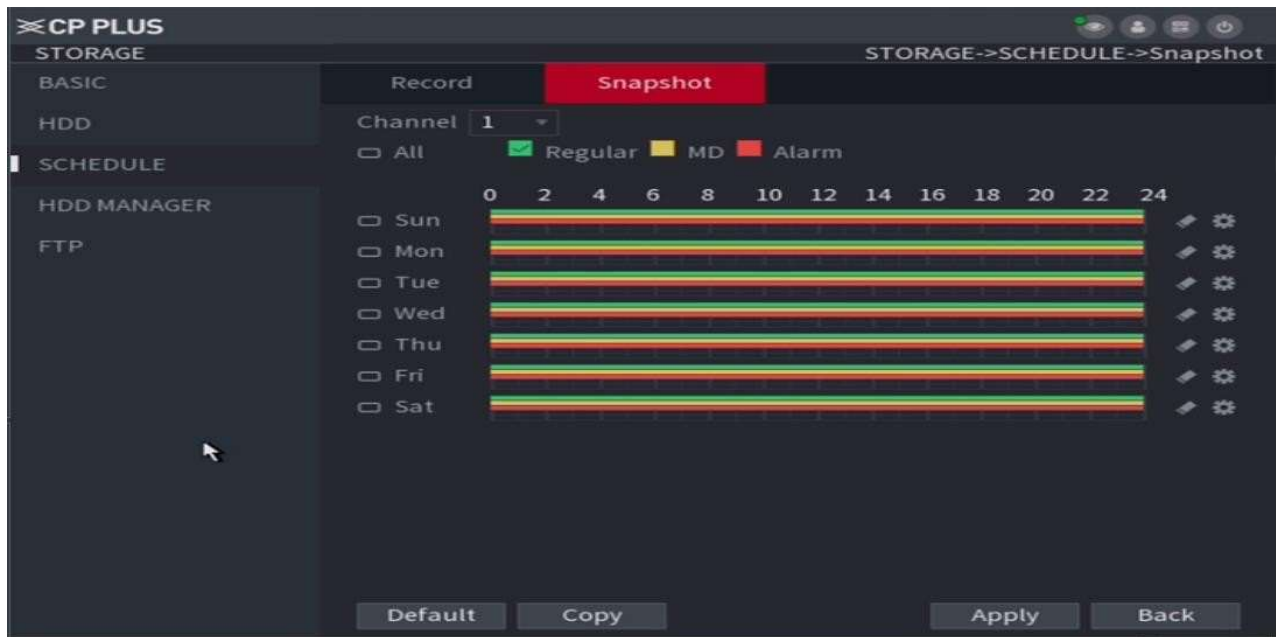 CP PLUS
STORAGE STORAGE->SCHEDULE->Snapshot
BASIC
HDD
SCHEDULE
HDD MANAGER
FTP
Record Snapshot
Channel 1
All Regular MD Alarm
0 2 4 6 8 10 12 14 16 18 20 22 24
Sun
Mon
Tue
Wed
Thu
Fri
Sat
Default Copy Apply Back